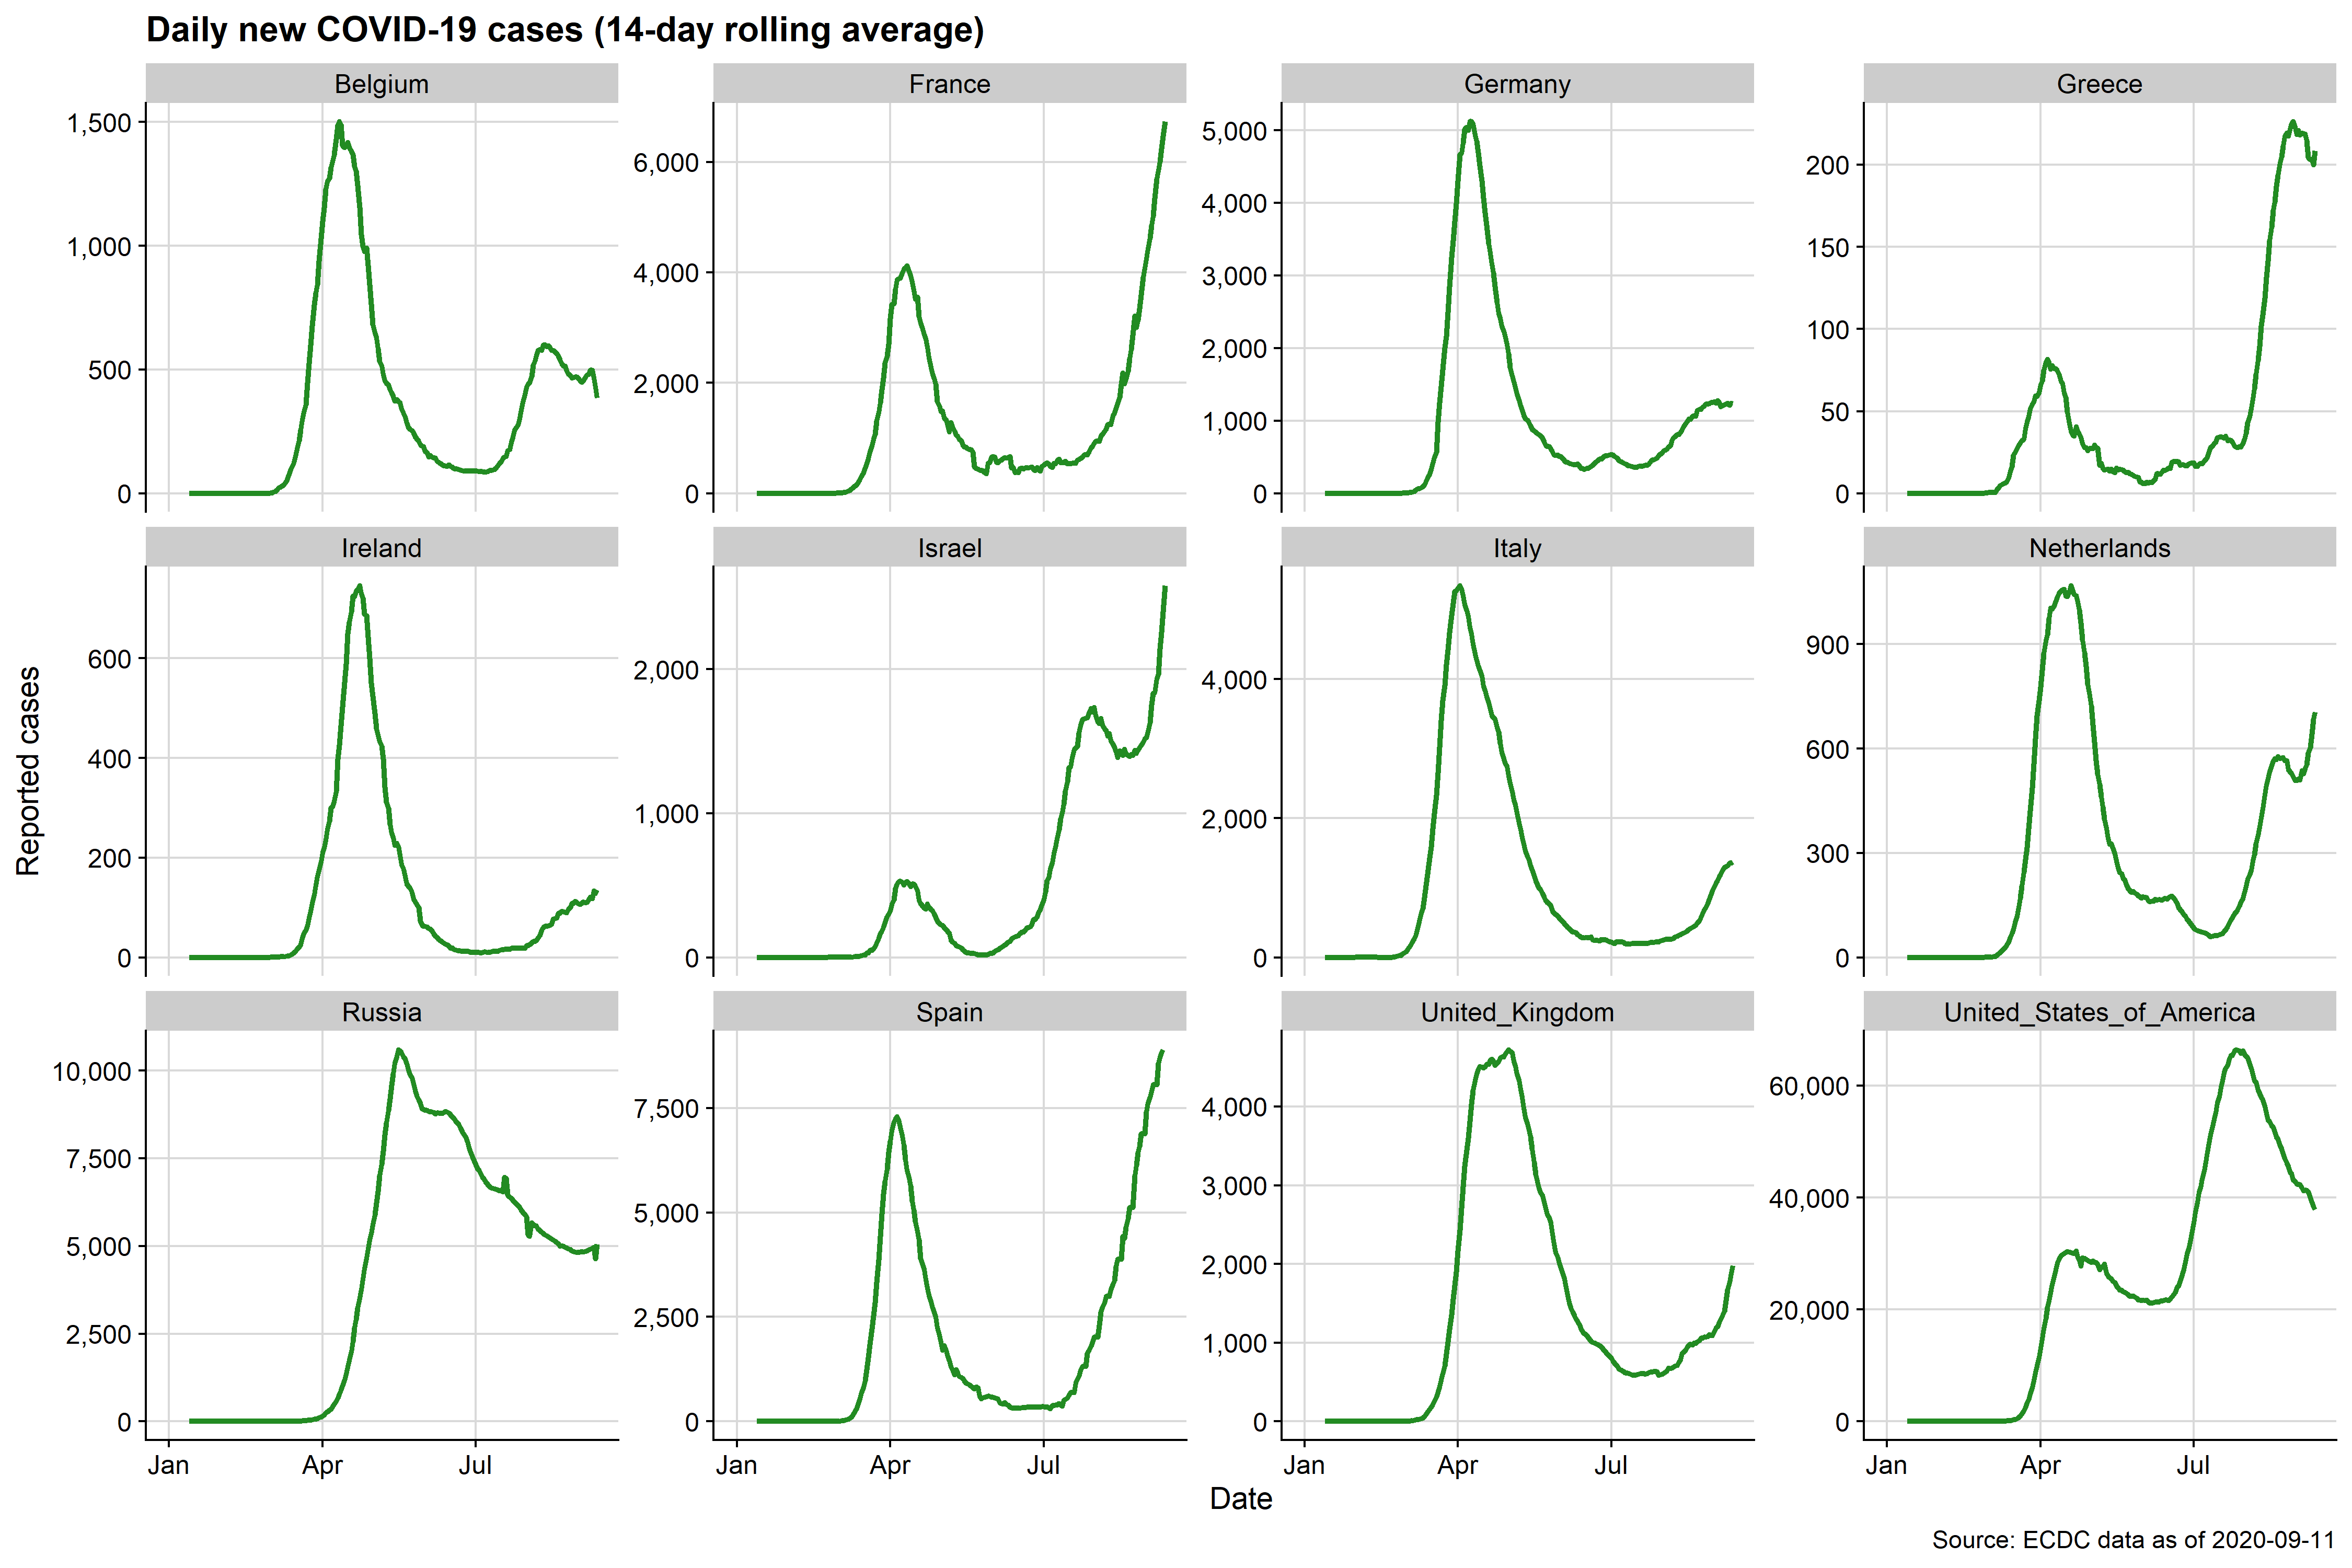 Daily new COVID-19 cases (14-day rolling average)
Belgium
France
Germany
Greece
1,500
1,000
500
0
6,000
4,000
2,000
0
5,000
4,000
3,000
2,000
1,000
0
200
150
100
50
0
Ireland
Israel
Italy
Netherlands
600
400
200
0
2,000
1,000
0
4,000
2,000
0
900
600
300
0
Reported cases
Russia
Spain
United_Kingdom
United_States_of_America
10,000
7,500
5,000
2,500
0
7,500
5,000
2,500
0
4,000
3,000
2,000
1,000
0
60,000
40,000
20,000
0
Jan Apr Jul
Jan Apr Jul
Jan Apr Jul
Jan Apr Jul
Date
Source: ECDC data as of 2020-09-11